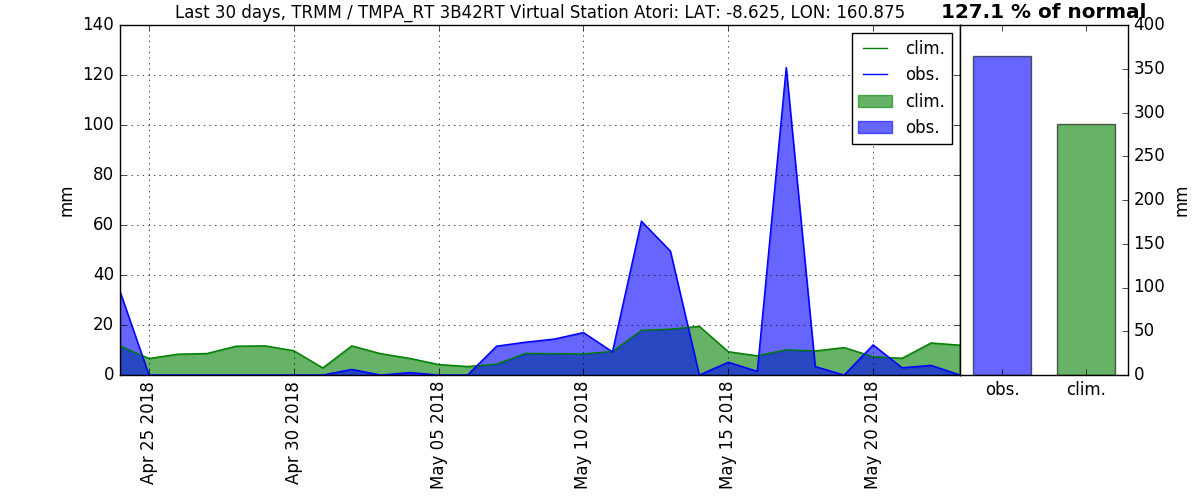 Last 30 days, TRMM / TMPA_RT 3B42RT Virtual Station Atori: LAT: -8.625, LON: 160.875
127.1 % of normal
140
120
100
80
60
40
20
0
mm
clim.
obs.
clim.
obs.
Apr 25 2018
Apr 30 2018
May 05 2018
May 10 2018
May 15 2018
May 20 2018
400
350
300
250
200
150
100
50
0
mm
obs.
clim.